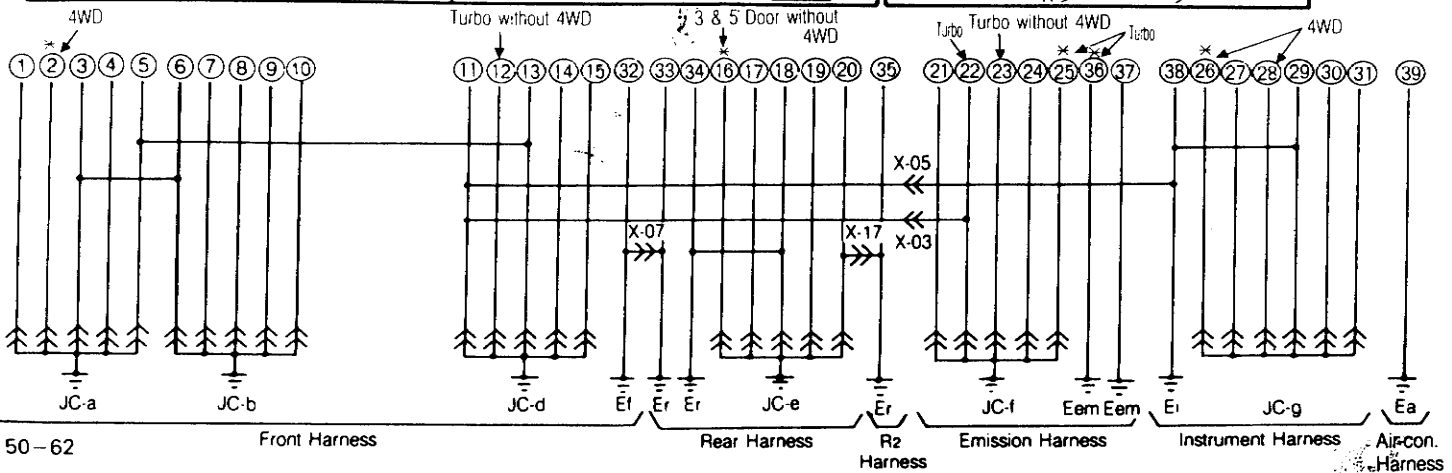 4WD
Turbo without 4WD
3 & 5 Door without
4WD
Turbo
Turbo without 4WD
Turbo
4WD
* * * * *
1 2 3 4 5 6 7 8 9 10 11 12 13 14 15 32 33 34 16 17 18 19 20 35 21 22 23 24 25 36 37 38 26 27 28 29 30 31 39
X-05
X-03
X-07
X-17
JC-a JC-b JC-d Ef Er Er JC-e Er JC-f Eem Eem Ei JC-g Ea
50-62
Front Harness
Rear Harness
R2
Harness
Emission Harness
Instrument Harness
Air-con.
Harness